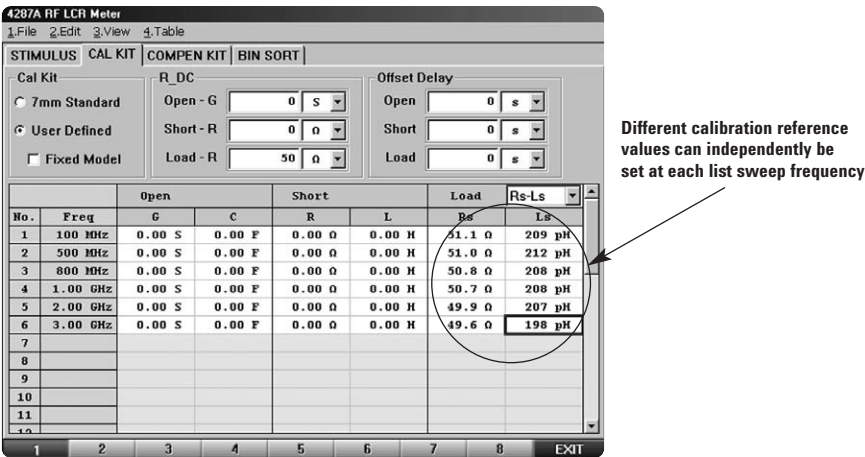 4287A RF LCR Meter
1.File 2.Edit 3.View 4.Table
STIMULUS CAL KIT COMPEN KIT BIN SORT
Cal Kit R_DC Offset Delay
7mm Standard Open - G 0 S Open 0 s
User Defined Short - R 0 Ω Short 0 s
Fixed Model Load - R 50 Ω Load 0 s
Different calibration reference
values can independently be
set at each list sweep frequency
Open Short Load Rs-Ls
No. Freq G C R L Rs Ls
1 100 MHz 0.00 S 0.00 F 0.00 Ω 0.00 H 51.1 Ω 209 pH
2 500 MHz 0.00 S 0.00 F 0.00 Ω 0.00 H 51.0 Ω 212 pH
3 800 MHz 0.00 S 0.00 F 0.00 Ω 0.00 H 50.8 Ω 208 pH
4 1.00 GHz 0.00 S 0.00 F 0.00 Ω 0.00 H 50.7 Ω 208 pH
5 2.00 GHz 0.00 S 0.00 F 0.00 Ω 0.00 H 49.9 Ω 207 pH
6 3.00 GHz 0.00 S 0.00 F 0.00 Ω 0.00 H 49.6 Ω 198 pH
7
8
9
10
11
12
1 2 3 4 5 6 7 8 EXIT